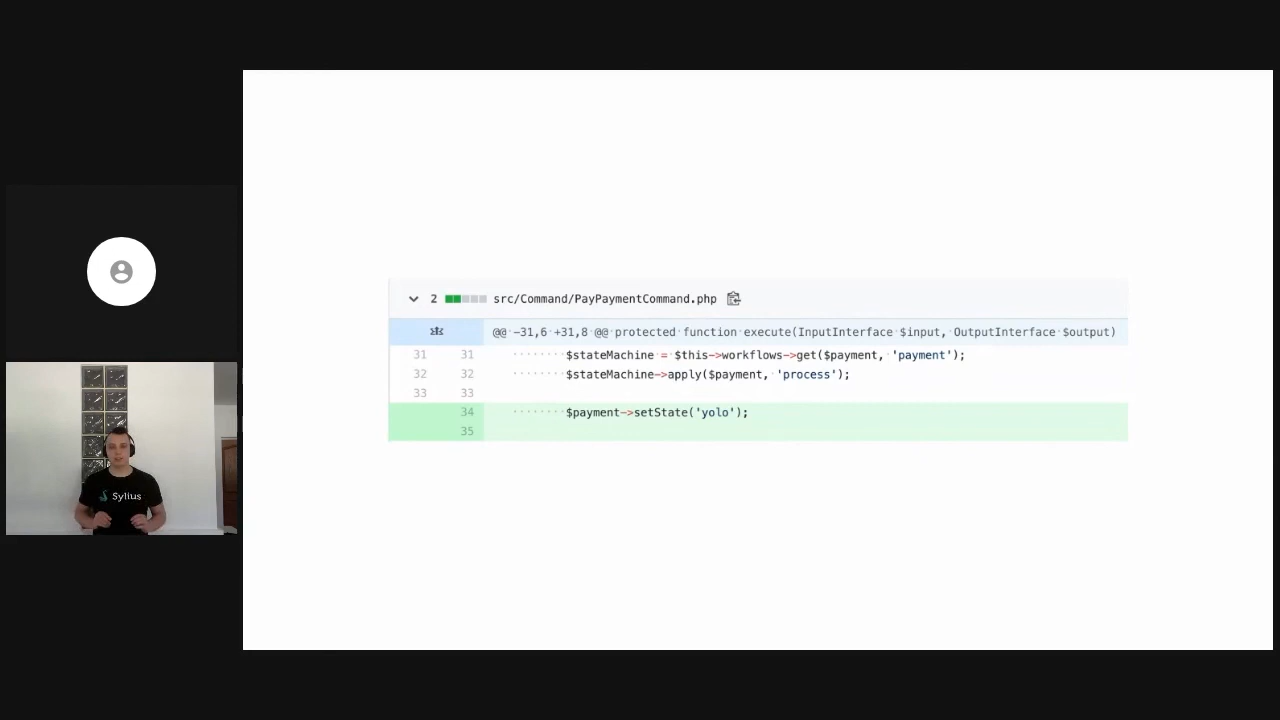 2 src/Command/PayPaymentCommand.php
@@ -31,6 +31,8 @@ protected function execute(InputInterface $input, OutputInterface $output)
31 31 $stateMachine = $this->workflows->get($payment, 'payment');
32 32 $stateMachine->apply($payment, 'process');
33 33
34 $payment->setState('yolo');
35
Sylius